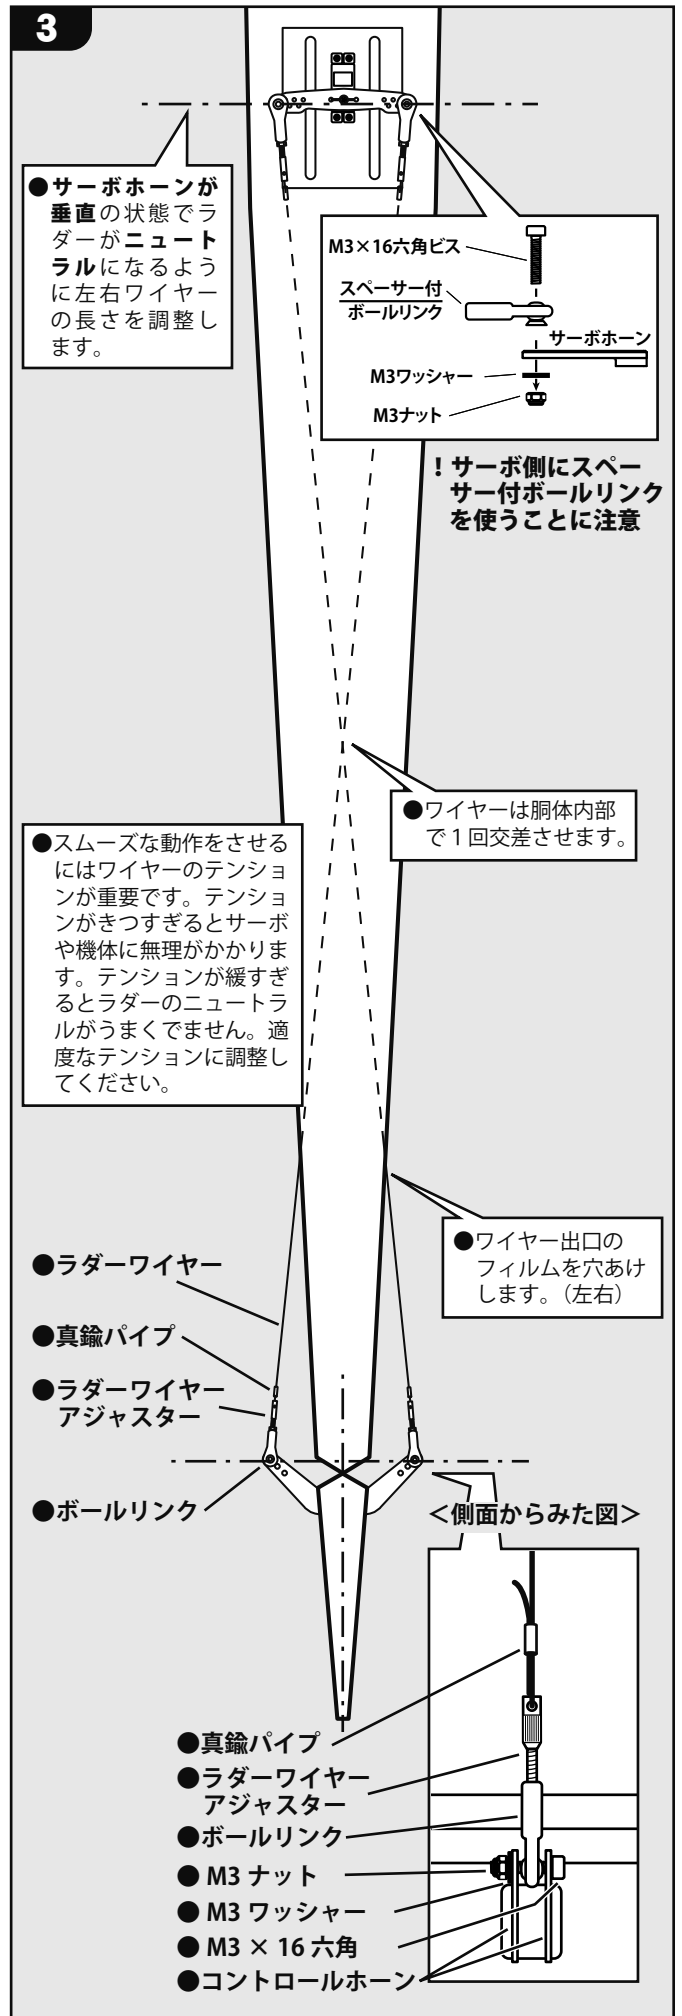 3
●サーボホーンが
垂直の状態でラ
ダーがニュート
ラルになるよう
に左右ワイヤー
の長さを調整し
ます。
M3×16六角ビス
スペーサー付
ボールリンク
サーボホーン
M3ワッシャー
M3ナット
！サーボ側にスペー
サー付ボールリンク
を使うことに注意
●ワイヤーは胴体内部
で1回交差させます。
●スムーズな動作をさせる
にはワイヤーのテンショ
ンが重要です。テンショ
ンがきつすぎるとサーボ
や機体に無理がかかりま
す。テンションが緩すぎ
るとラダーのニュートラ
ルがうまくでません。適
度なテンションに調整し
てください。
●ワイヤー出口の
フィルムを穴あけ
します。（左右）
●ラダーワイヤー
●真鍮パイプ
●ラダーワイヤー
アジャスター
●ボールリンク
＜側面からみた図＞
●真鍮パイプ
●ラダーワイヤー
アジャスター
●ボールリンク
● M3 ナット
● M3 ワッシャー
● M3 × 16 六角
●コントロールホーン